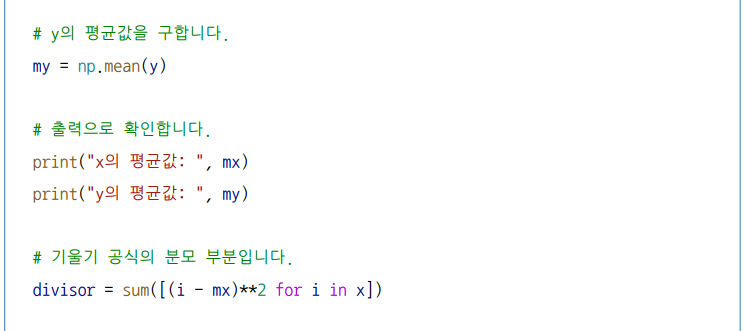 # y의 평균값을 구합니다.
my = np.mean(y)
# 출력으로 확인합니다.
print("x의 평균값: ", mx)
print("y의 평균값: ", my)
# 기울기 공식의 분모 부분입니다.
divisor = sum([(i - mx)**2 for i in x])